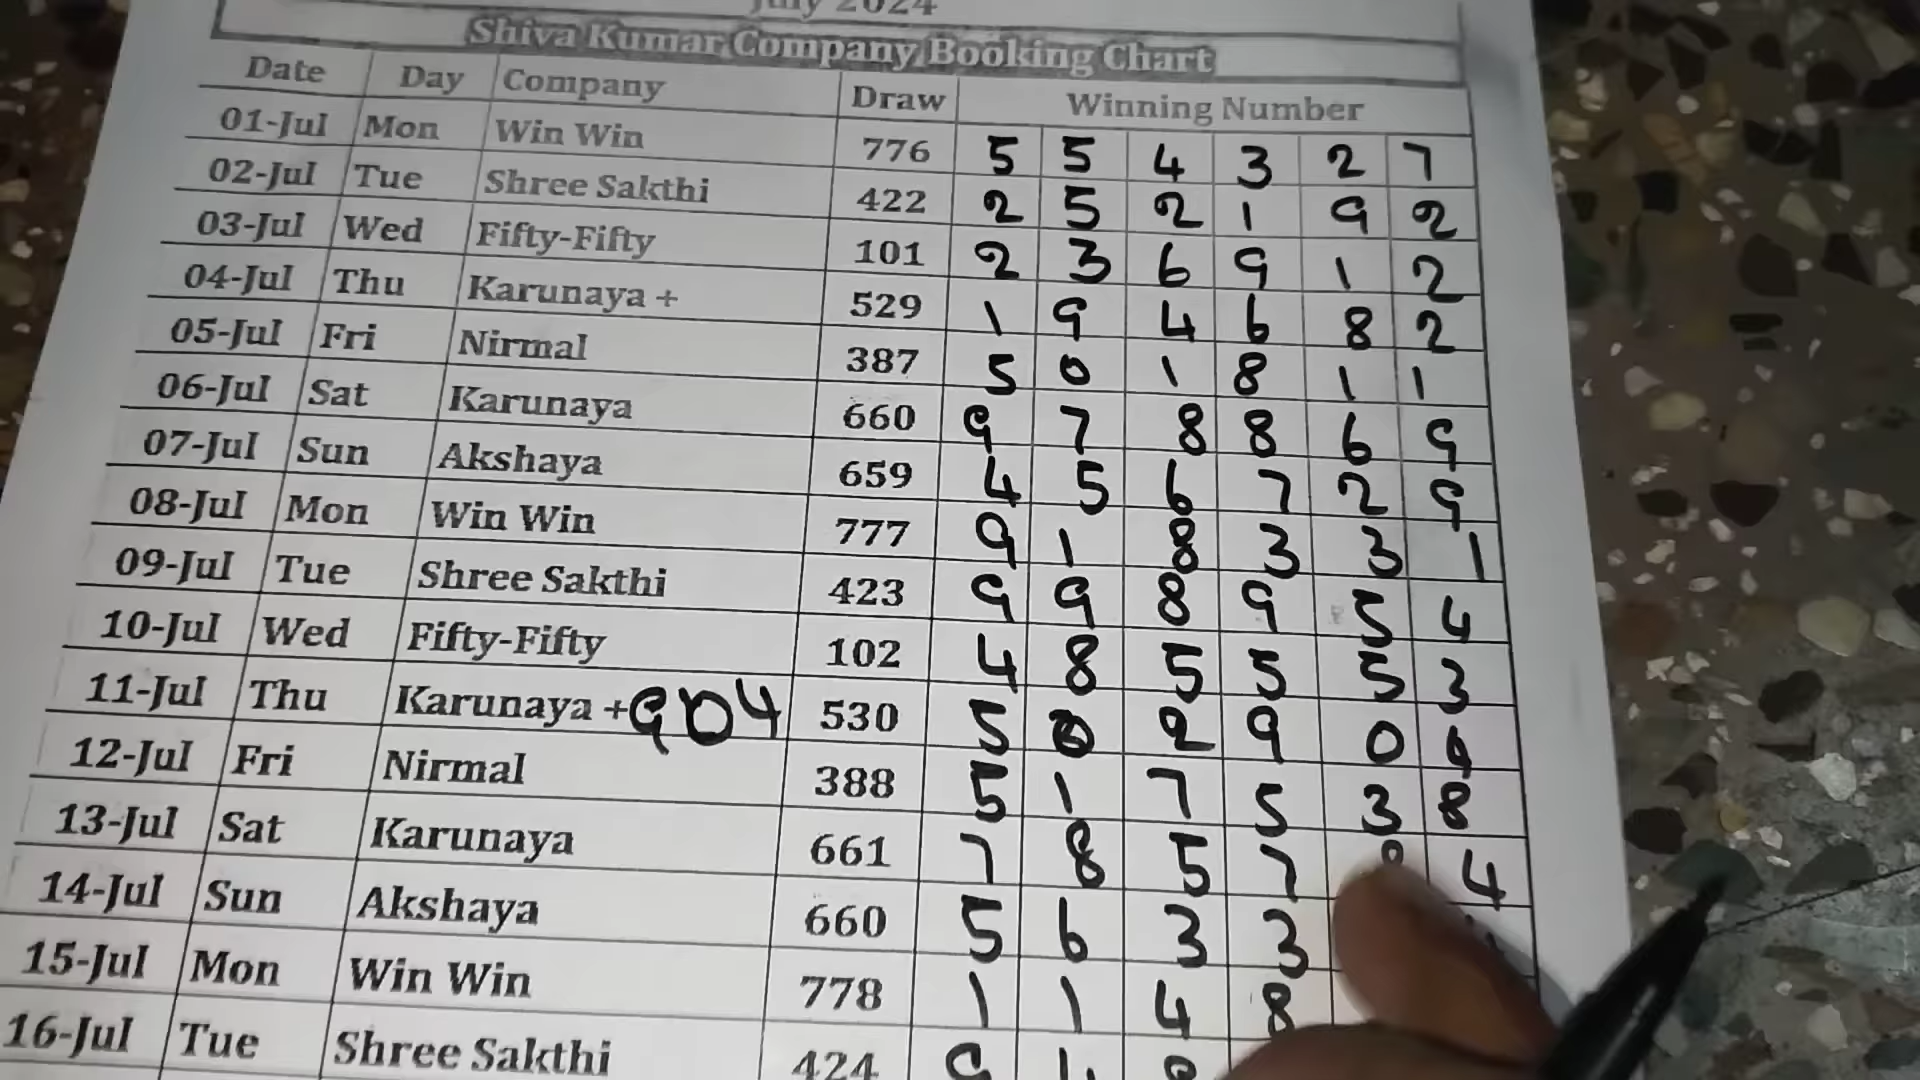 July 2024
Shiva Kumar Company Booking Chart
Date Day Company Draw Winning Number
01-Jul Mon Win Win 776 5 5 4 3 2 7
02-Jul Tue Shree Sakthi 422 2 5 2 1 9 2
03-Jul Wed Fifty-Fifty 101 2 3 6 9 1 2
04-Jul Thu Karunaya + 529 1 9 4 6 8 2
05-Jul Fri Nirmal 387 5 0 1 8 1 1
06-Jul Sat Karunaya 660 9 7 8 8 6 9
07-Jul Sun Akshaya 659 4 5 6 7 2 9
08-Jul Mon Win Win 777 9 1 8 3 3 1
09-Jul Tue Shree Sakthi 423 9 9 8 9 5 4
10-Jul Wed Fifty-Fifty 102 4 8 5 5 5 3
11-Jul Thu Karunaya + 904 530 5 2 9 0
12-Jul Fri Nirmal 388 5 1 7 5 3 8
13-Jul Sat Karunaya 661 7 8 5 7 4
14-Jul Sun Akshaya 660 5 6 3 3
15-Jul Mon Win Win 778 1 1 4 8
16-Jul Tue Shree Sakthi 424